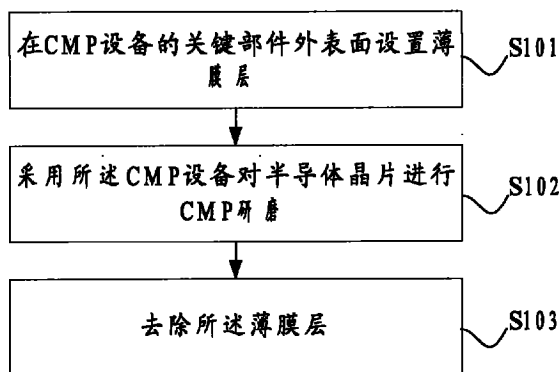 在CMP设备的关键部件外表面设置薄
膜层
S101
采用所述CMP设备对半导体晶片进行
CMP研磨
S102
去除所述薄膜层
S103